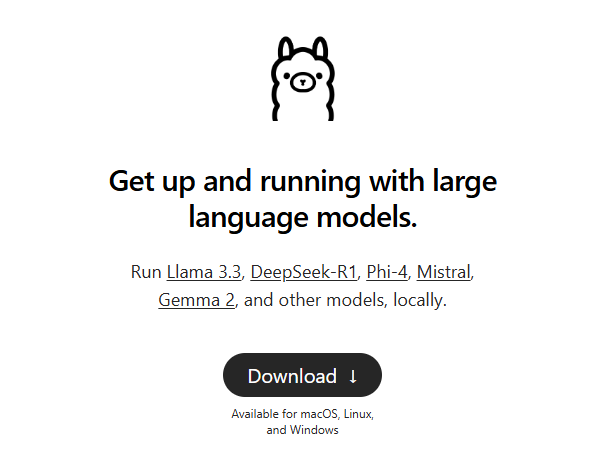 Get up and running with large
language models.
Run Llama 3.3, DeepSeek-R1, Phi-4, Mistral,
Gemma 2, and other models, locally.
Download ↓
Available for macOS, Linux,
and Windows